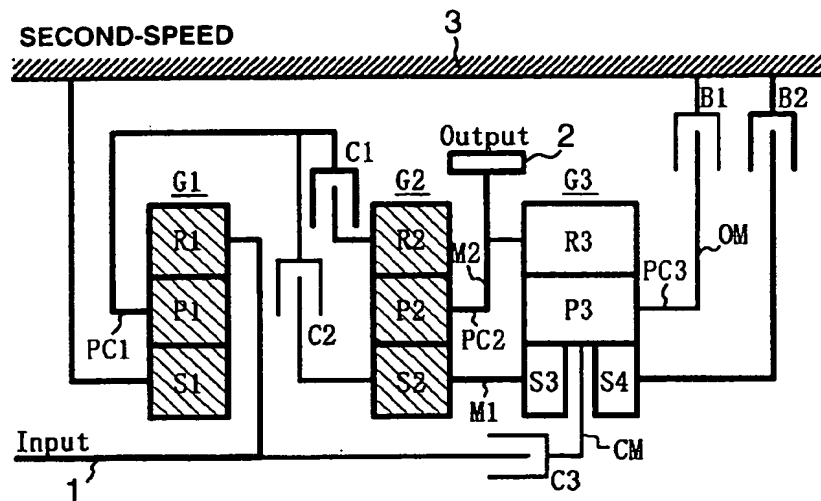 SECOND-SPEED
3
B1 B2
Output 2
C1
G1 G2 G3
R1 R2 M2 R3 OM
PC3
P1 P2 P3
PC1 C2 PC2
S1 S2 S3 S4
M1
Input CM
1 C3